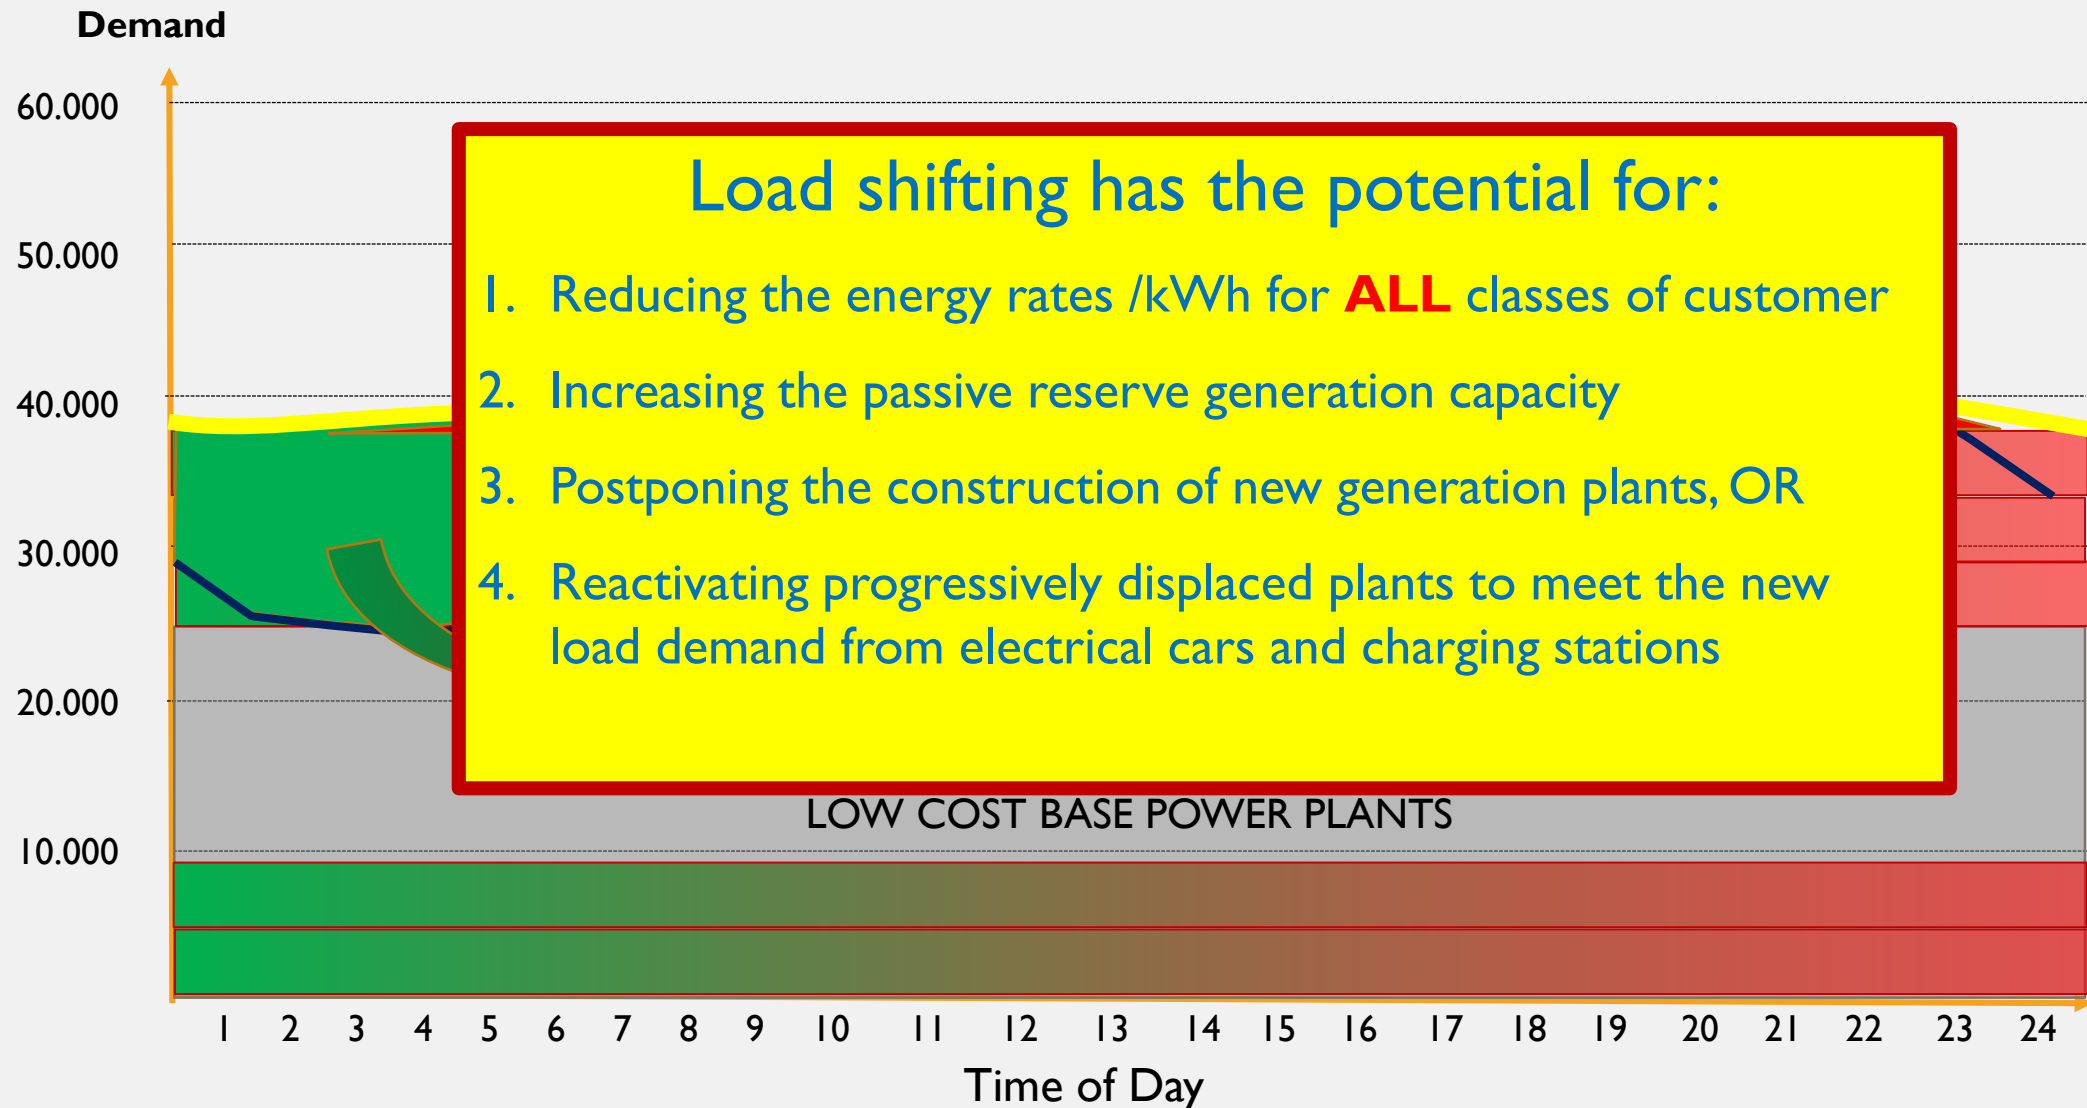 Demand
60.000
50.000
40.000
30.000
20.000
10.000
Load shifting has the potential for:
1. Reducing the energy rates /kWh for ALL classes of customer
2. Increasing the passive reserve generation capacity
3. Postponing the construction of new generation plants, OR
4. Reactivating progressively displaced plants to meet the new
load demand from electrical cars and charging stations
LOW COST BASE POWER PLANTS
1 2 3 4 5 6 7 8 9 10 11 12 13 14 15 16 17 18 19 20 21 22 23 24
Time of Day